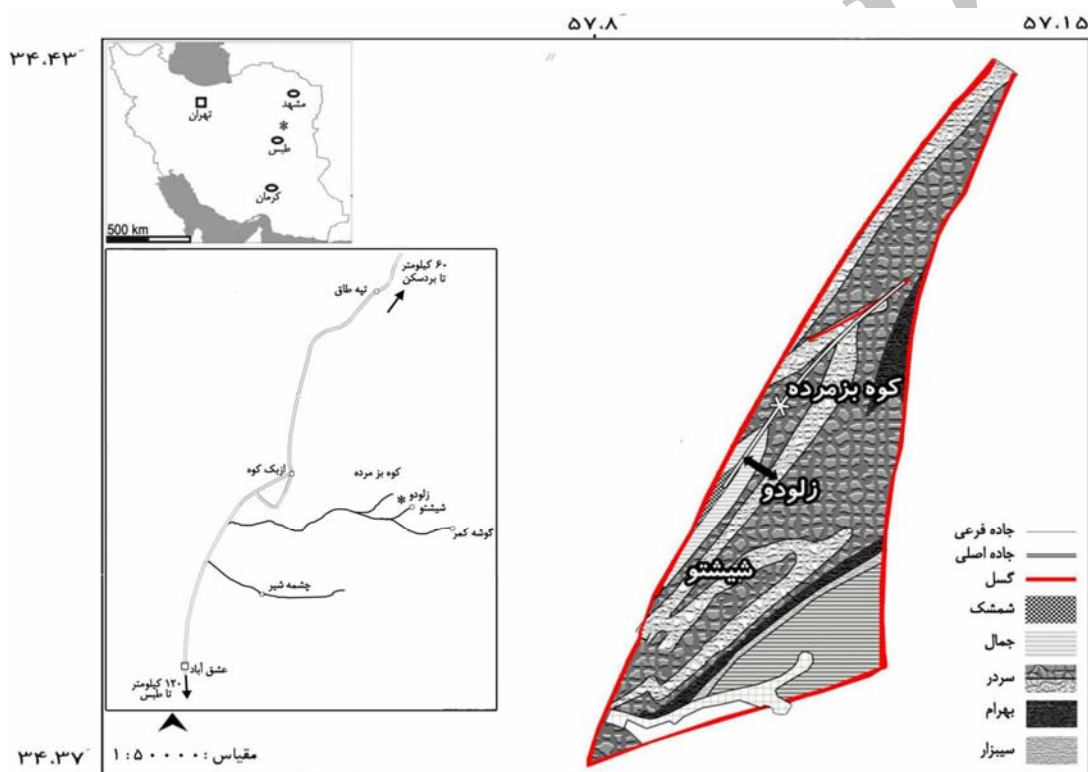 ۵۷.۸َ
۵۷.۱۵
۳۴.۴۳َ
مشهد
تهران
*
طبس
کرمان
500 km
۶۰ کیلومتر
تا بردسکن
تپه طاق
ازبک کوه
کوه بز مرده
زلودو
*
شیشتو
گوشه کمر
چشمه شیر
عشق آباد
۱۲۰ کیلومتر
تا طبس
مقیاس : ۱:۵۰۰۰۰
۳۴.۳۷َ
کوه بزمرده
زلودو
شیشتو
جاده فرعی
جاده اصلی
گسل
شمشک
جمال
سردر
بهرام
سیبزار